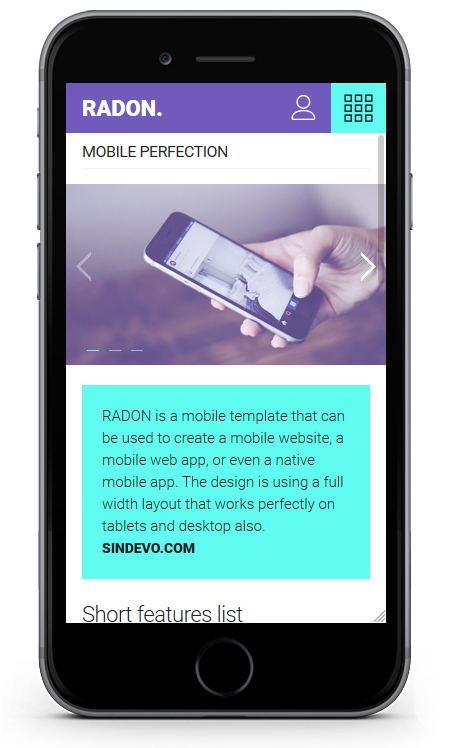 RADON.
MOBILE PERFECTION
RADON is a mobile template that can
be used to create a mobile website, a
mobile web app, or even a native
mobile app. The design is using a full
width layout that works perfectly on
tablets and desktop also.
SINDEVO.COM
Short features list